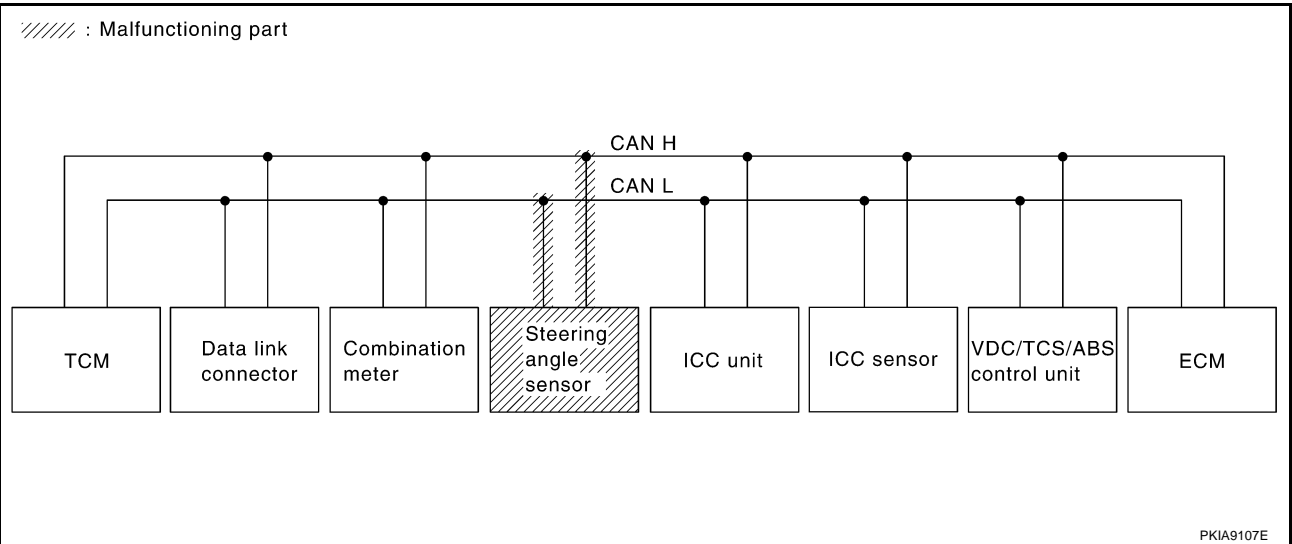 : Malfunctioning part
CAN H
CAN L
TCM
Data link
connector
Combination
meter
Steering
angle
sensor
ICC unit
ICC sensor
VDC/TCS/ABS
control unit
ECM
PKIA9107E